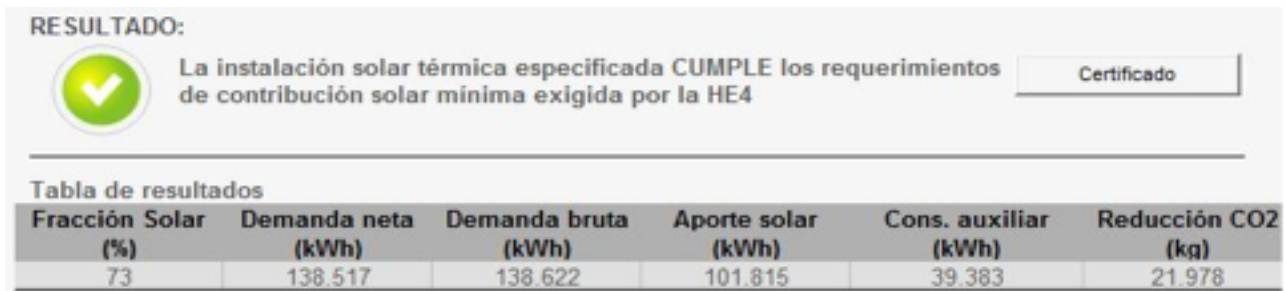 RESULTADO:
La instalación solar térmica especificada CUMPLE los requerimientos
de contribución solar mínima exigida por la HE4
Certificado
Tabla de resultados
Fracción Solar (%) Demanda neta (kWh) Demanda bruta (kWh) Aporte solar (kWh) Cons. auxiliar (kWh) Reducción CO2 (kg)
73 138.517 138.622 101.815 39.383 21.978